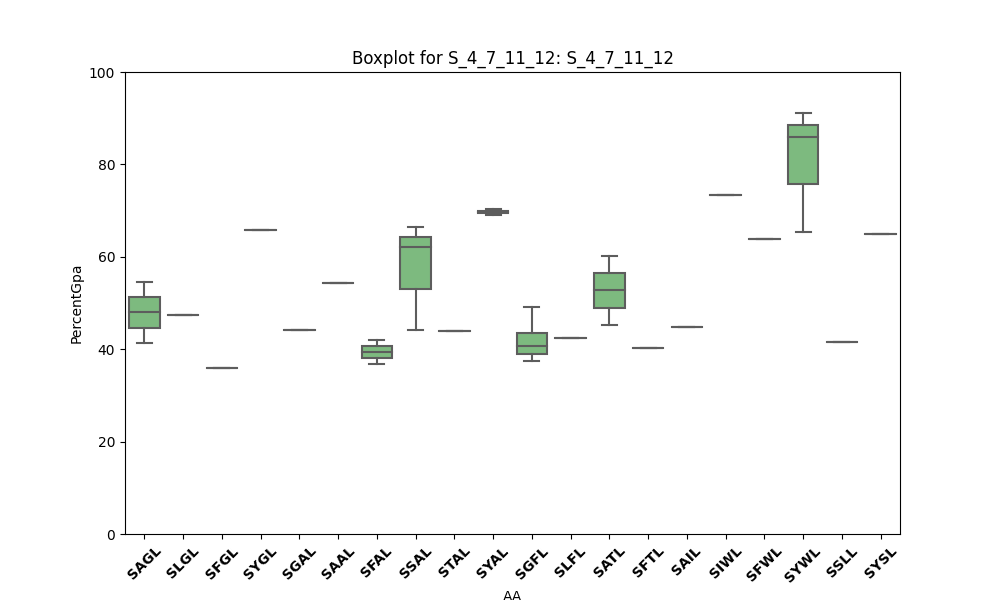 Boxplot for S_4_7_11_12: S_4_7_11_12
PercentGpa
100
80
60
40
20
0
SAGL SLGL SFGL SYGL SGAL SAAL SFAL SSAL STAL SYAL SGFL SLFL SATL SFTL SAIL SIWL SFWL SYWL SSLL SYSL
AA